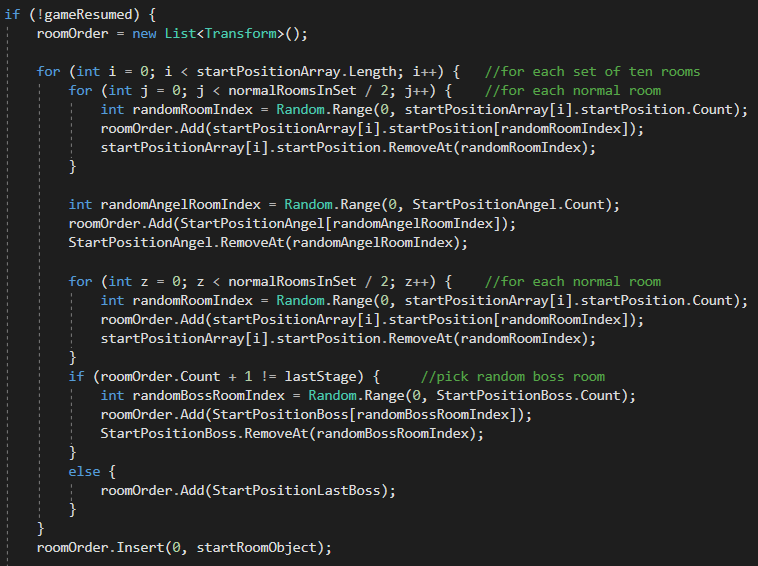 if (!gameResumed) {
roomOrder = new List<Transform>();
for (int i = 0; i < startPositionArray.Length; i++) {   //for each set of ten rooms
for (int j = 0; j < normalRoomsInSet / 2; j++) {    //for each normal room
int randomRoomIndex = Random.Range(0, startPositionArray[i].startPosition.Count);
roomOrder.Add(startPositionArray[i].startPosition[randomRoomIndex]);
startPositionArray[i].startPosition.RemoveAt(randomRoomIndex);
}
int randomAngelRoomIndex = Random.Range(0, StartPositionAngel.Count);
roomOrder.Add(StartPositionAngel[randomAngelRoomIndex]);
StartPositionAngel.RemoveAt(randomAngelRoomIndex);
for (int z = 0; z < normalRoomsInSet / 2; z++) {    //for each normal room
int randomRoomIndex = Random.Range(0, startPositionArray[i].startPosition.Count);
roomOrder.Add(startPositionArray[i].startPosition[randomRoomIndex]);
startPositionArray[i].startPosition.RemoveAt(randomRoomIndex);
}
if (roomOrder.Count + 1 != lastStage) {     //pick random boss room
int randomBossRoomIndex = Random.Range(0, StartPositionBoss.Count);
roomOrder.Add(StartPositionBoss[randomBossRoomIndex]);
StartPositionBoss.RemoveAt(randomBossRoomIndex);
}
else {
roomOrder.Add(StartPositionLastBoss);
}
}
roomOrder.Insert(0, startRoomObject);